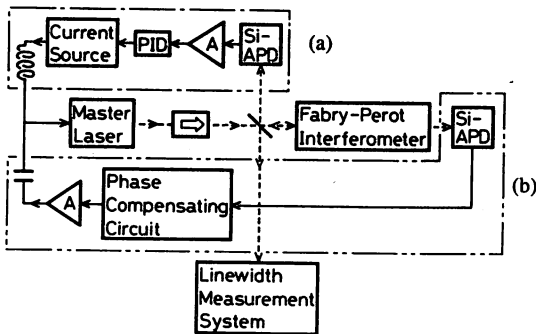 Current
Source
PID
A
Si-
APD
(a)
Master
Laser
Fabry-Perot
Interferometer
Si-
APD
(b)
A
Phase
Compensating
Circuit
Linewidth
Measurement
System